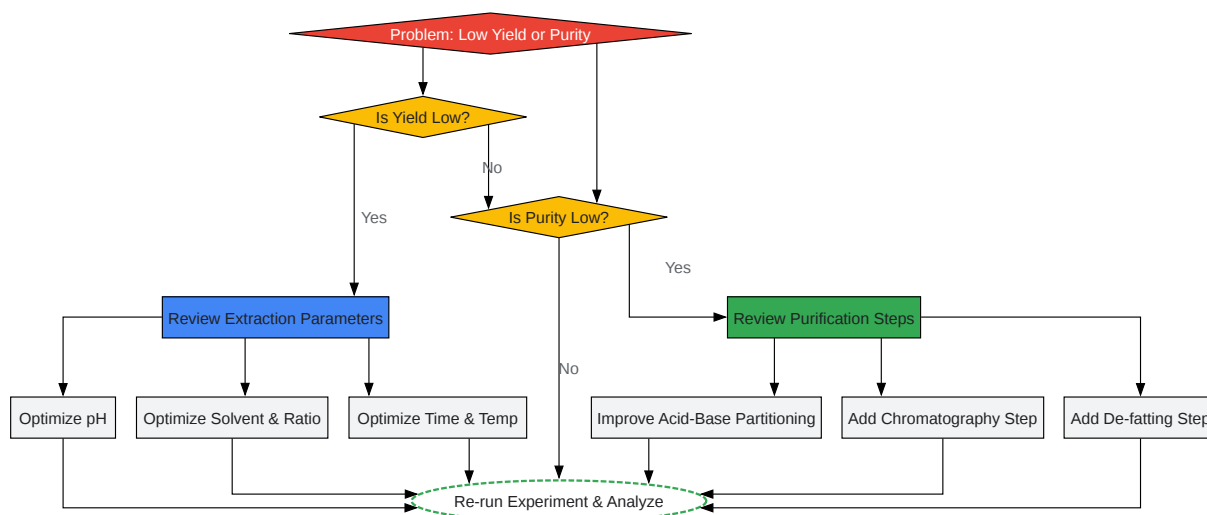 Problem: Low Yield or Purity
Is Yield Low?
No
Yes
Is Purity Low?
Yes
Review Extraction Parameters
Review Purification Steps
No
Optimize pH
Optimize Solvent & Ratio
Optimize Time & Temp
Improve Acid-Base Partitioning
Add Chromatography Step
Add De-fatting Step
Re-run Experiment & Analyze